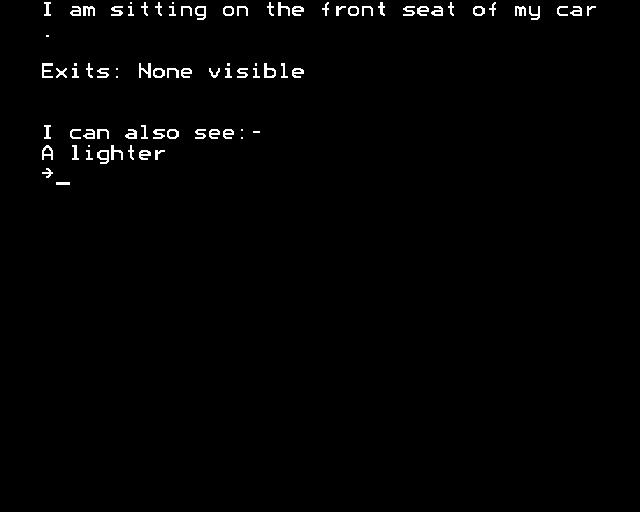 I am sitting on the front seat of my car
.
Exits: None visible
I can also see:-
A lighter
→_